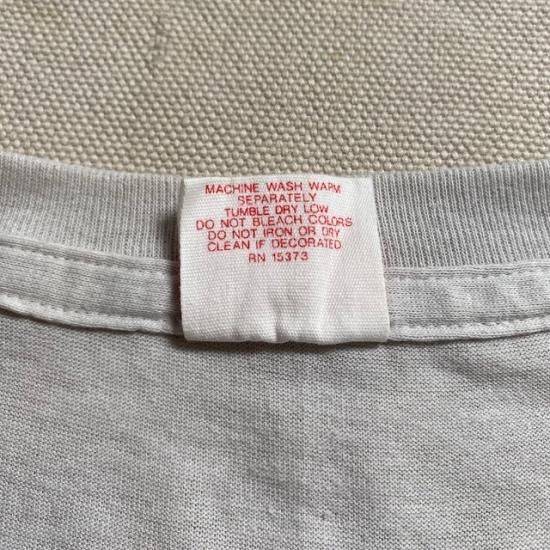 MACHINE WASH WARM
SEPARATELY
TUMBLE DRY LOW
DO NOT BLEACH COLORS
DO NOT IRON OR DRY
CLEAN IF DECORATED
RN 15373